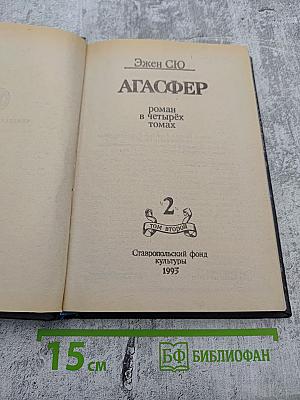 Эжен СЮ
АГАСФЕР
роман
в четырёх
томах
2
том второй
Ставропольский фонд
культуры
1993
15 см
БФ БИБЛИОФАН